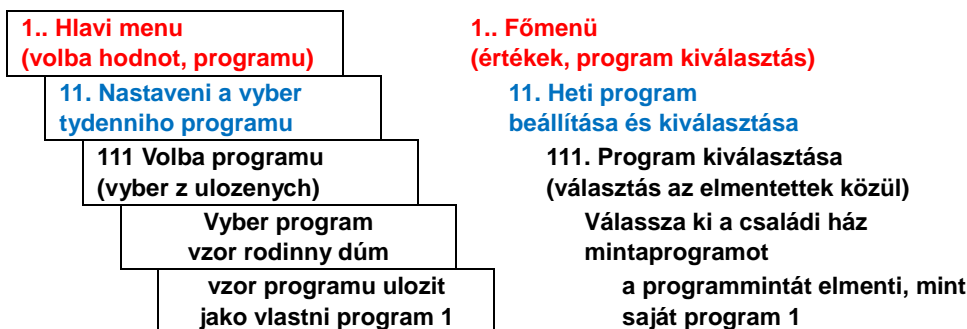 1.. Hlavi menu
(volba hodnot, programu)
11. Nastaveni a vyber
tydenniho programu
111 Volba programu
(vyber z ulozenych)
Vyber program
vzor rodinny dúm
vzor programu ulozit
jako vlastni program 1
1.. Főmenü
(értékek, program kiválasztás)
11. Heti program
beállítása és kiválasztása
111. Program kiválasztása
(választás az elmentettek közül)
Válassza ki a családi ház
mintaprogramot
a programmintát elmenti, mint
saját program 1